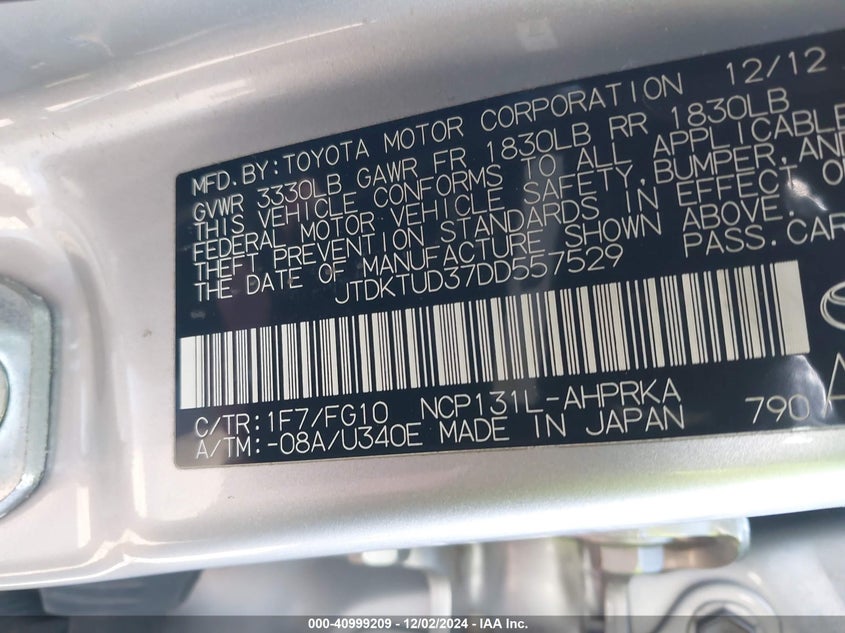 MFD. BY: TOYOTA MOTOR CORPORATION 12/12
GVWR 3330LB GAWR FR 1830LB RR 1830LB
THIS VEHICLE CONFORMS TO ALL APPLICABLE
FEDERAL MOTOR VEHICLE SAFETY, BUMPER, AND
THEFT PREVENTION STANDARDS IN EFFECT O
THE DATE OF MANUFACTURE SHOWN ABOVE.
JTDKTUD37DD557529 PASS. CAR
C/TR: 1F7/FG10 NCP131L-AHPRKA
A/TM: -08A/U340E MADE IN JAPAN 790
000-40999209 - 12/02/2024 - IAA Inc.